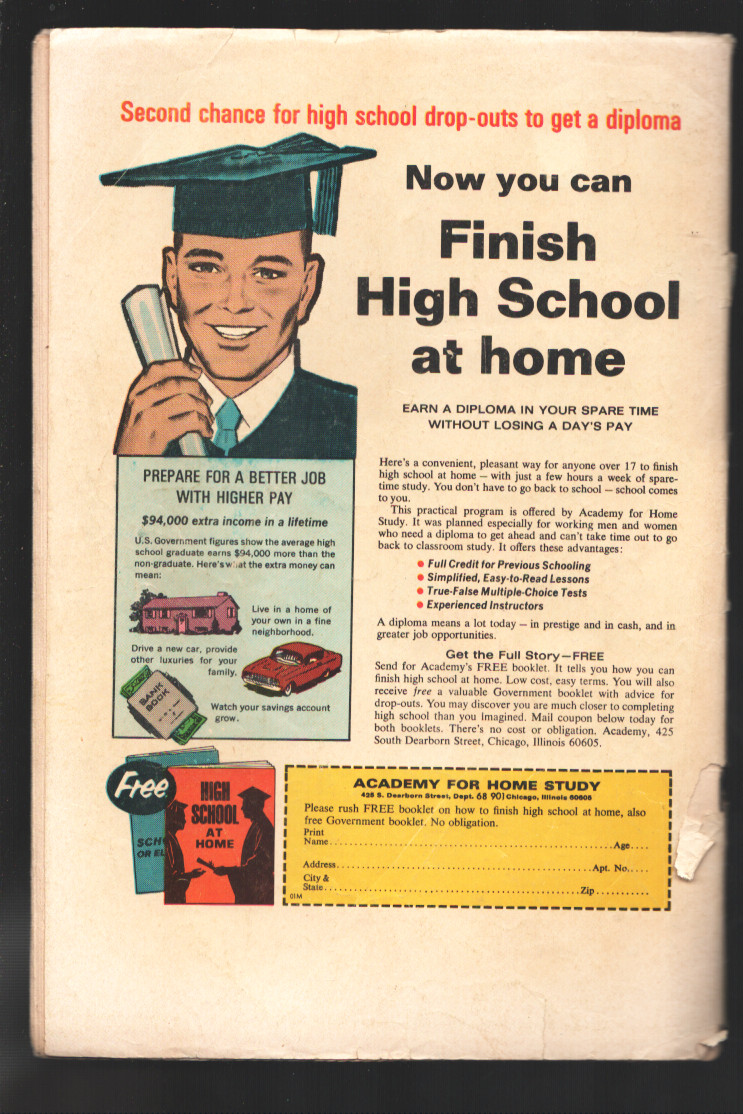 Second chance for high school drop-outs to get a diploma
Now you can
Finish
High School
at home
EARN A DIPLOMA IN YOUR SPARE TIME
WITHOUT LOSING A DAY'S PAY
PREPARE FOR A BETTER JOB
WITH HIGHER PAY
$94,000 extra income in a lifetime
U.S. Government figures show the average high
school graduate earns $94,000 more than the
non-graduate. Here's what the extra money can
mean:
Live in a home of
your own in a fine
neighborhood.
Drive a new car, provide
other luxuries for your
family.
BANK
BOOK
Watch your savings account
grow.
Here's a convenient, pleasant way for anyone over 17 to finish
high school at home — with just a few hours a week of spare-
time study. You don't have to go back to school — school comes
to you.
This practical program is offered by Academy for Home
Study. It was planned especially for working men and women
who need a diploma to get ahead and can't take time out to go
back to classroom study. It offers these advantages:
• Full Credit for Previous Schooling
• Simplified, Easy-to-Read Lessons
• True-False Multiple-Choice Tests
• Experienced Instructors
A diploma means a lot today — in prestige and in cash, and in
greater job opportunities.
Get the Full Story—FREE
Send for Academy's FREE booklet. It tells you how you can
finish high school at home. Low cost, easy terms. You will also
receive free a valuable Government booklet with advice for
drop-outs. You may discover you are much closer to completing
high school than you imagined. Mail coupon below today for
both booklets. There's no cost or obligation. Academy, 425
South Dearborn Street, Chicago, Illinois 60605.
Free
SCH
OR EL
HIGH
SCHOOL
AT
HOME
ACADEMY FOR HOME STUDY
425 S. Dearborn Street, Dept. 68 901 Chicago, Illinois 60605
Please rush FREE booklet on how to finish high school at home, also
free Government booklet. No obligation.
Print
Name..........Age....
Address..........Apt. No.....
City &
State..........Zip..........
01M